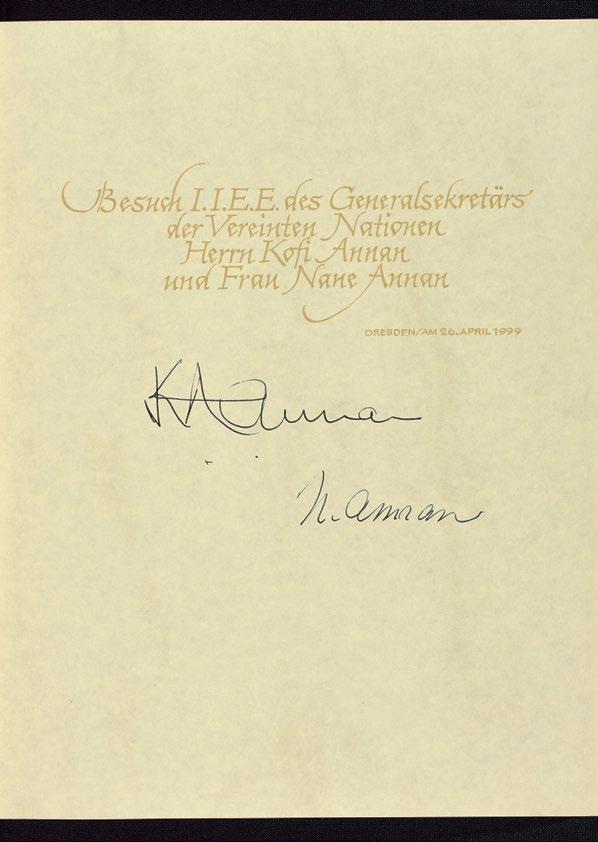 Besuch I.I.E.E. des Generalsekretärs
der Vereinten Nationen
Herrn Kofi Annan
und Frau Nane Annan
DRESDEN/AM 26. APRIL 1999
K A Annan
N. Annan